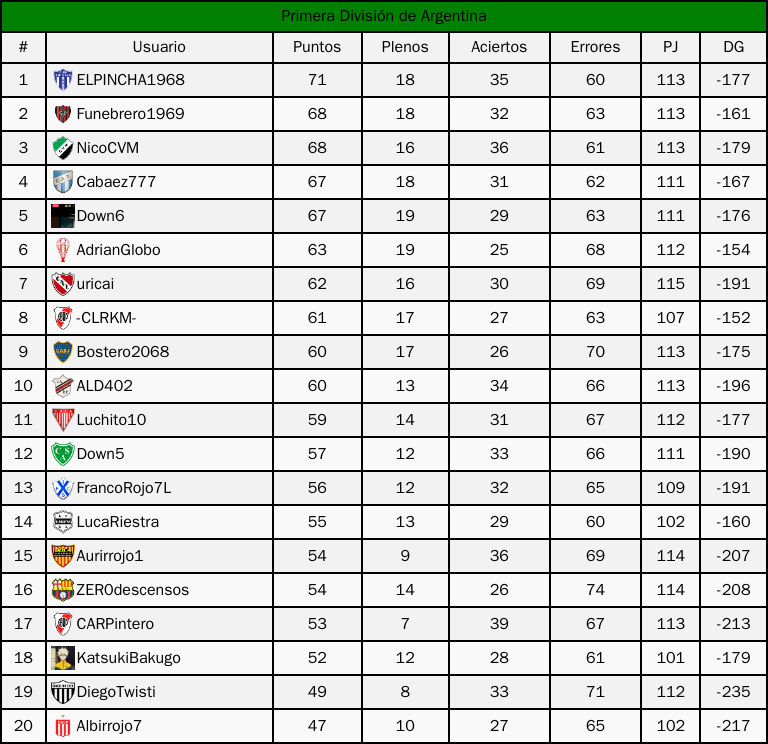 Primera División de Argentina
# Usuario Puntos Plenos Aciertos Errores PJ DG
1 ELPINCHA1968 71 18 35 60 113 -177
2 Funebrero1969 68 18 32 63 113 -161
3 NicoCVM 68 16 36 61 113 -179
4 Cabaez777 67 18 31 62 111 -167
5 Down6 67 19 29 63 111 -176
6 AdrianGlobo 63 19 25 68 112 -154
7 uricai 62 16 30 69 115 -191
8 -CLRKM- 61 17 27 63 107 -152
9 Bostero2068 60 17 26 70 113 -175
10 ALD402 60 13 34 66 113 -196
11 Luchito10 59 14 31 67 112 -177
12 Down5 57 12 33 66 111 -190
13 FrancoRojo7L 56 12 32 65 109 -191
14 LucaRiestra 55 13 29 60 102 -160
15 Aurirrojo1 54 9 36 69 114 -207
16 ZEROdescensos 54 14 26 74 114 -208
17 CARPintero 53 7 39 67 113 -213
18 KatsukiBakugo 52 12 28 61 101 -179
19 DiegoTwisti 49 8 33 71 112 -235
20 Albirrojo7 47 10 27 65 102 -217